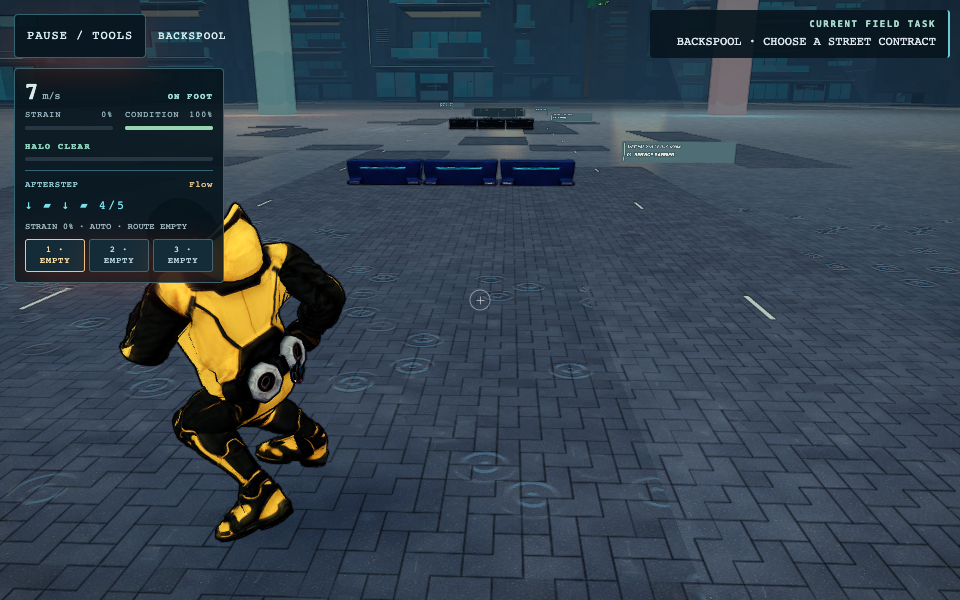 PAUSE / TOOLS
BACKSPOOL
CURRENT FIELD TASK
BACKSPOOL · CHOOSE A STREET CONTRACT
7 m/s
ON FOOT
STRAIN 0%
CONDITION 100%
HALO CLEAR
AFTERSTEP
Flow
↓ ▰ ↓ ▰ 4/5
STRAIN 0% · AUTO · ROUTE EMPTY
1 · EMPTY
2 · EMPTY
3 · EMPTY